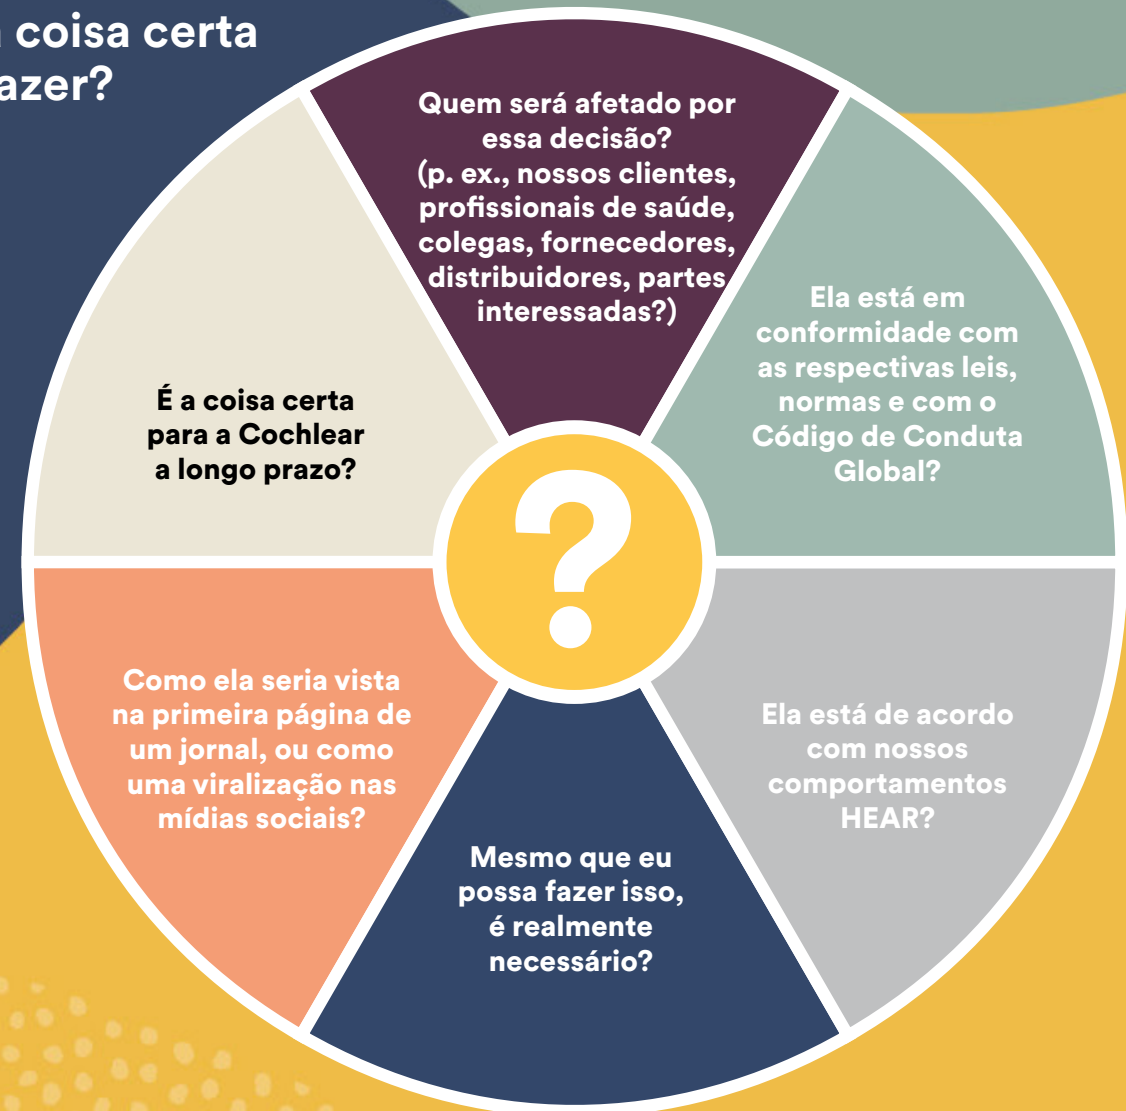 coisa certa
azer?
Quem será afetado por
essa decisão?
(p. ex., nossos clientes,
profissionais de saúde,
colegas, fornecedores,
distribuidores, partes
interessadas?)
Ela está em
conformidade com
as respectivas leis,
normas e com o
Código de Conduta
Global?
Ela está de acordo
com nossos
comportamentos
HEAR?
Mesmo que eu
possa fazer isso,
é realmente
necessário?
Como ela seria vista
na primeira página de
um jornal, ou como
uma viralização nas
mídias sociais?
É a coisa certa
para a Cochlear
a longo prazo?
?